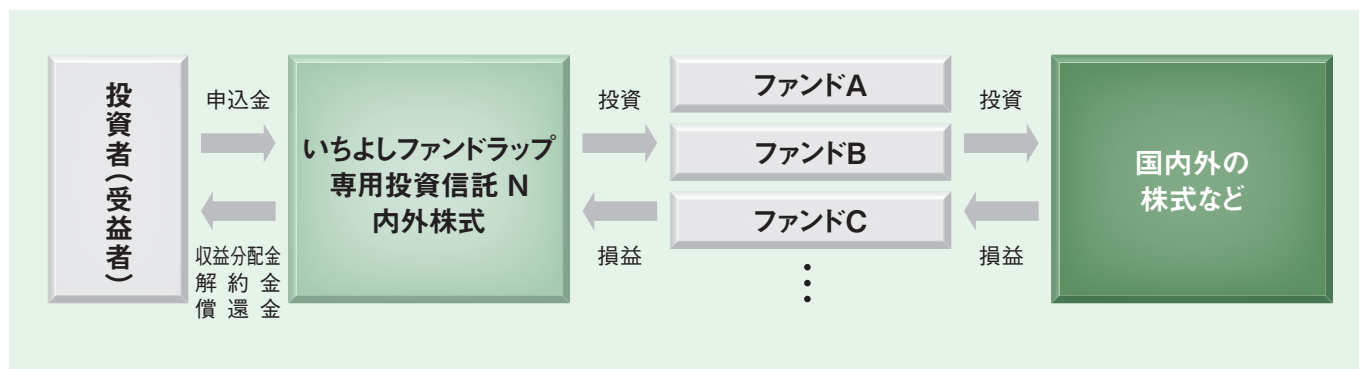 投資者（受益者）
申込金
収益分配金
解約金
償還金
いちよしファンドラップ
専用投資信託 N
内外株式
投資
損益
ファンドA
ファンドB
ファンドC
投資
損益
国内外の
株式など